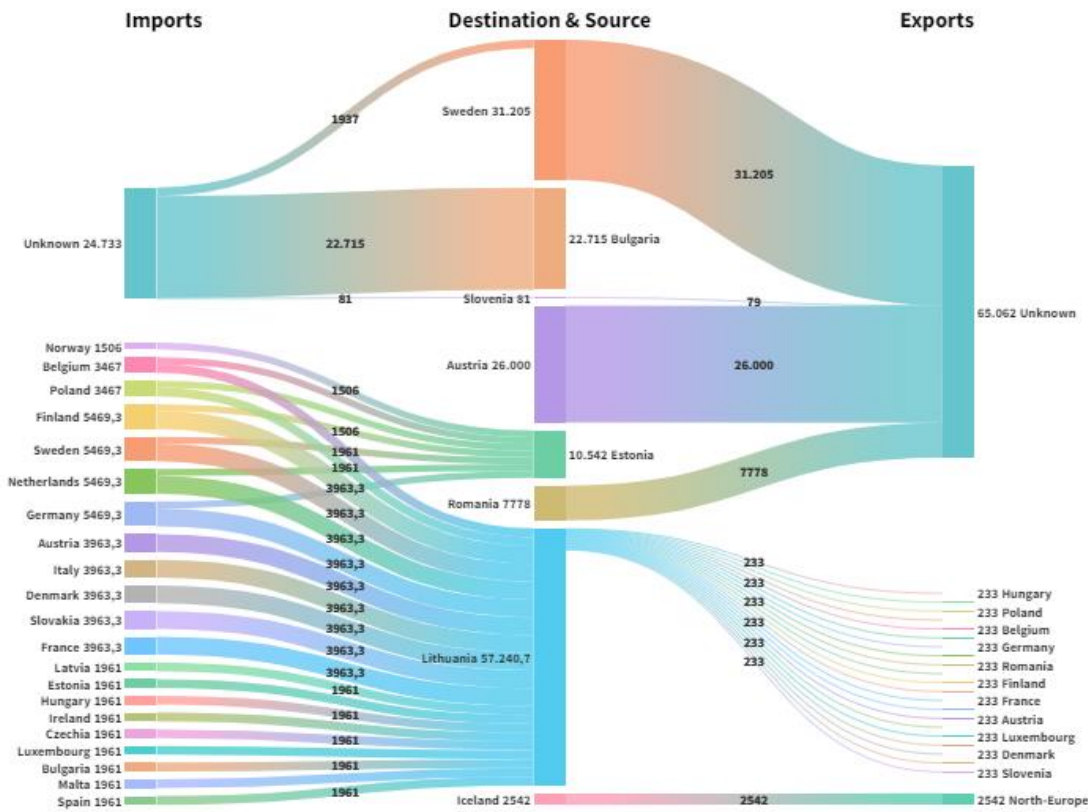 Imports
Destination & Source
Exports
Sweden 31.205
1937
31.205
Unknown 24.733
22.715
22.715 Bulgaria
81
Slovenia 81
79
65.062 Unknown
Norway 1506
Belgium 3467
Austria 26.000
26.000
Poland 3467
1506
Finland 5469,3
1506
Sweden 5469,3
1961
10.542 Estonia
1961
7778
Netherlands 5469,3
3963,3
Romania 7778
Germany 5469,3
3963,3
3963,3
Austria 3963,3
3963,3
233
Italy 3963,3
3963,3
233
Denmark 3963,3
3963,3
233
233 Hungary
Slovakia 3963,3
3963,3
233
233 Poland
233 Belgium
France 3963,3
3963,3
233
233 Germany
Lithuania 57.240,7
Latvia 1961
3963,3
233
233 Romania
Estonia 1961
1961
233 Finland
Hungary 1961
233 France
Ireland 1961
1961
233 Austria
Czechia 1961
1961
233 Luxembourg
Luxembourg 1961
233 Denmark
Bulgaria 1961
1961
233 Slovenia
Malta 1961
1961
Spain 1961
Iceland 2542
2542
2542 North-Europe